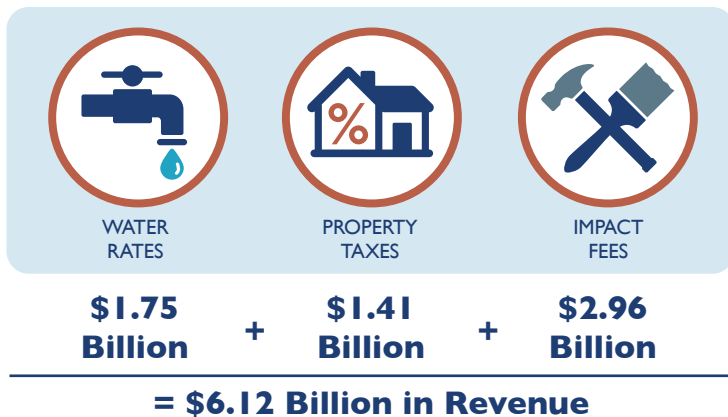 %
WATER
RATES
PROPERTY
TAXES
IMPACT
FEES
$1.75
Billion
+
$1.41
Billion
+
$2.96
Billion
= $6.12 Billion in Revenue